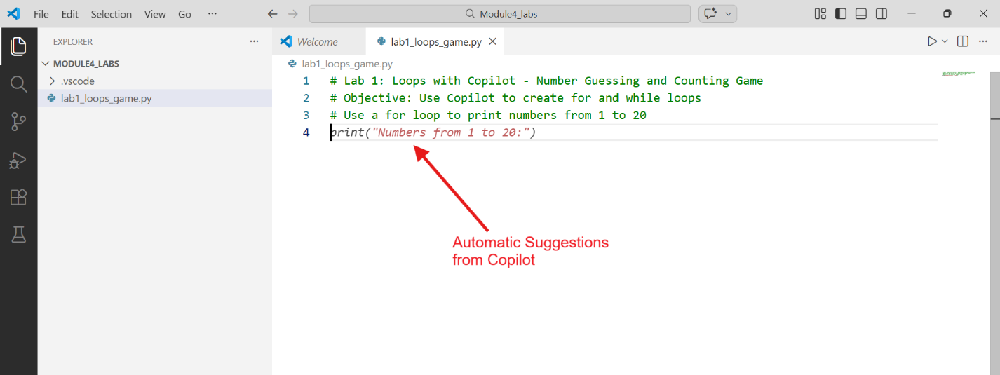 File Edit Selection View Go ···
Module4_labs
EXPLORER ···
MODULE4_LABS
.vscode
lab1_loops_game.py
Welcome
lab1_loops_game.py
lab1_loops_game.py
1 # Lab 1: Loops with Copilot - Number Guessing and Counting Game
2 # Objective: Use Copilot to create for and while loops
3 # Use a for loop to print numbers from 1 to 20
4 print("Numbers from 1 to 20:")
Automatic Suggestions
from Copilot